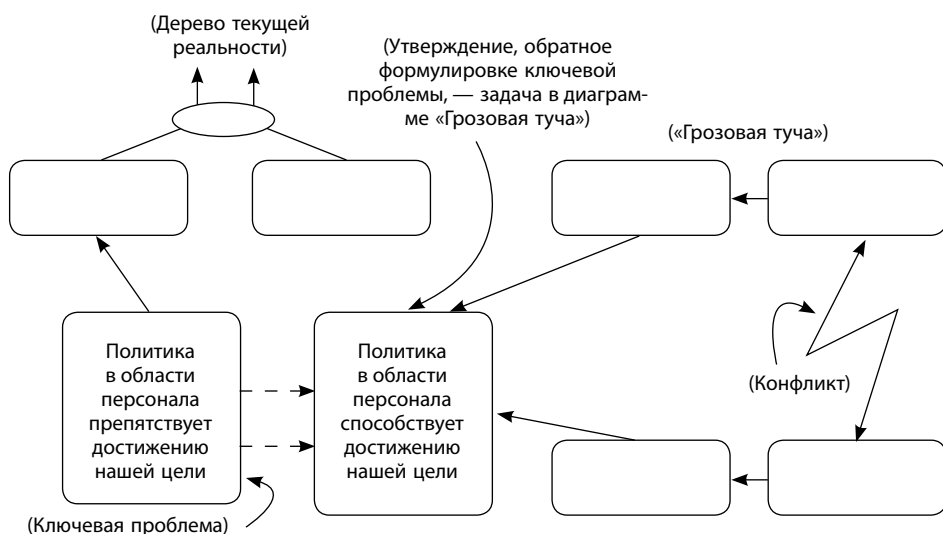 (Дерево текущей
реальности)
(Утверждение, обратное
формулировке ключевой
проблемы, — задача в диаграм-
ме «Грозовая туча»)
(«Грозовая туча»)
Политика
в области
персонала
препятствует
достижению
нашей цели
Политика
в области
персонала
способствует
достижению
нашей цели
(Конфликт)
(Ключевая проблема)